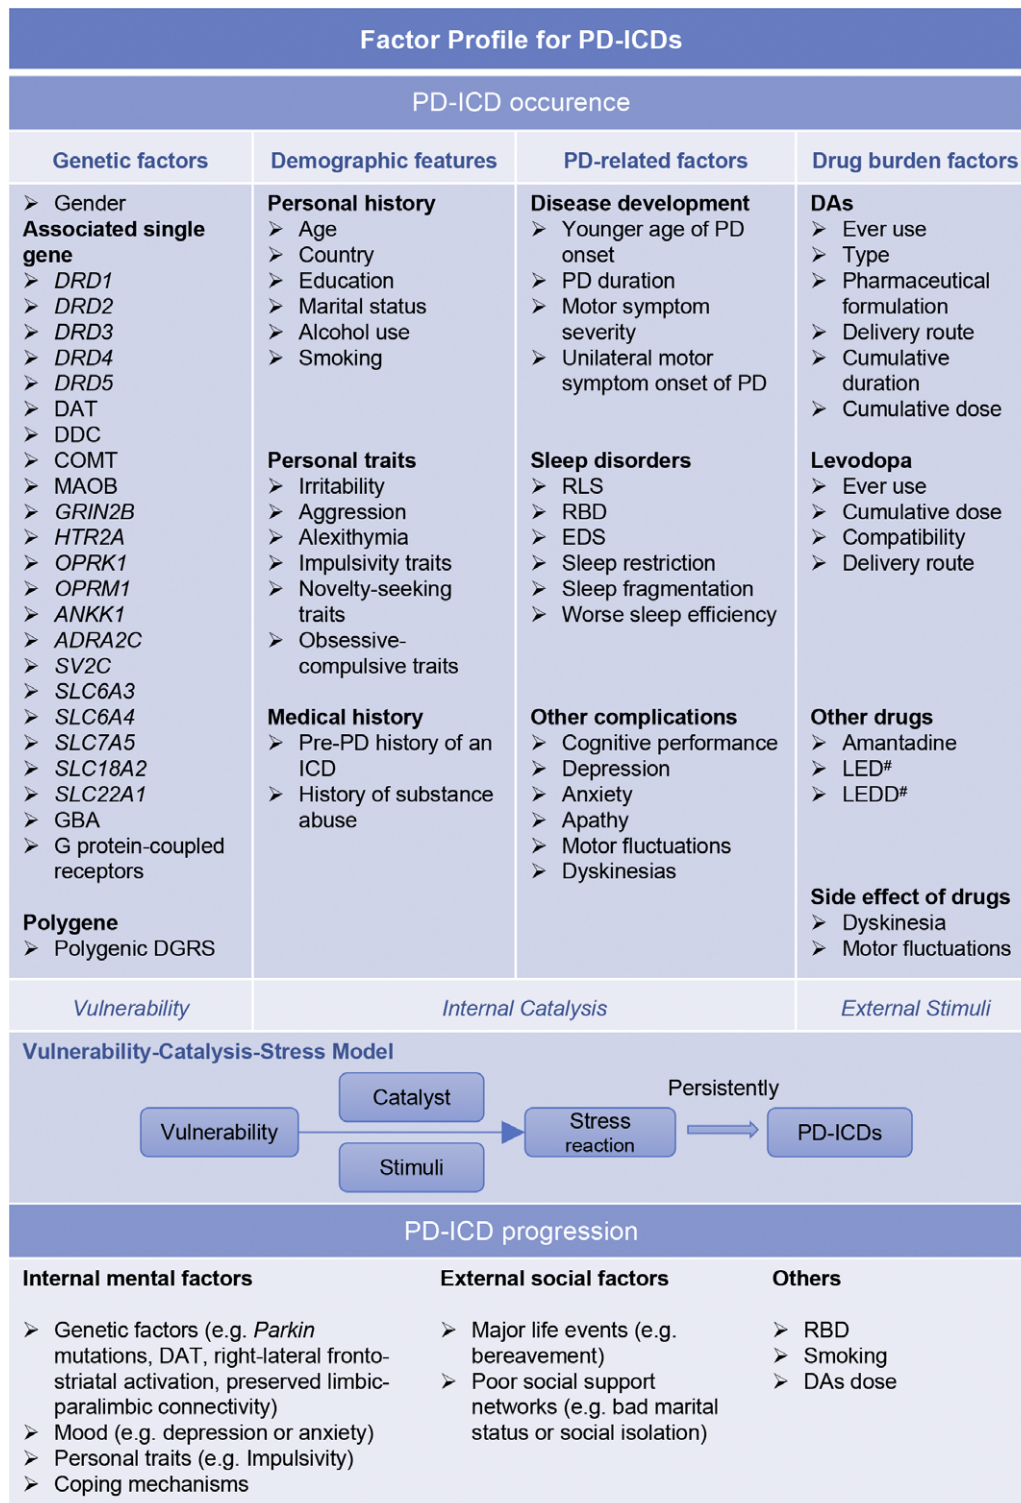 Factor Profile for PD-ICDs
PD-ICD occurence
Genetic factors
➢ Gender
Associated single
gene
➢ DRD1
➢ DRD2
➢ DRD3
➢ DRD4
➢ DRD5
➢ DAT
➢ DDC
➢ COMT
➢ MAOB
➢ GRIN2B
➢ HTR2A
➢ OPRK1
➢ OPRM1
➢ ANKK1
➢ ADRA2C
➢ SV2C
➢ SLC6A3
➢ SLC6A4
➢ SLC7A5
➢ SLC18A2
➢ SLC22A1
➢ GBA
➢ G protein-coupled
receptors
Polygene
➢ Polygenic DGRS
Demographic features
Personal history
➢ Age
➢ Country
➢ Education
➢ Marital status
➢ Alcohol use
➢ Smoking
Personal traits
➢ Irritability
➢ Aggression
➢ Alexithymia
➢ Impulsivity traits
➢ Novelty-seeking
traits
➢ Obsessive-
compulsive traits
Medical history
➢ Pre-PD history of an
ICD
➢ History of substance
abuse
PD-related factors
Disease development
➢ Younger age of PD
onset
➢ PD duration
➢ Motor symptom
severity
➢ Unilateral motor
symptom onset of PD
Sleep disorders
➢ RLS
➢ RBD
➢ EDS
➢ Sleep restriction
➢ Sleep fragmentation
➢ Worse sleep efficiency
Other complications
➢ Cognitive performance
➢ Depression
➢ Anxiety
➢ Apathy
➢ Motor fluctuations
➢ Dyskinesias
Drug burden factors
DAs
➢ Ever use
➢ Type
➢ Pharmaceutical
formulation
➢ Delivery route
➢ Cumulative
duration
➢ Cumulative dose
Levodopa
➢ Ever use
➢ Cumulative dose
➢ Compatibility
➢ Delivery route
Other drugs
➢ Amantadine
➢ LED#
➢ LEDD#
Side effect of drugs
➢ Dyskinesia
➢ Motor fluctuations
Vulnerability
Internal Catalysis
External Stimuli
Vulnerability-Catalysis-Stress Model
Vulnerability
Catalyst
Stimuli
Stress
reaction
Persistently
PD-ICDs
PD-ICD progression
Internal mental factors
➢ Genetic factors (e.g. Parkin
mutations, DAT, right-lateral fronto-
striatal activation, preserved limbic-
paralimbic connectivity)
➢ Mood (e.g. depression or anxiety)
➢ Personal traits (e.g. Impulsivity)
➢ Coping mechanisms
External social factors
➢ Major life events (e.g.
bereavement)
➢ Poor social support
networks (e.g. bad marital
status or social isolation)
Others
➢ RBD
➢ Smoking
➢ DAs dose